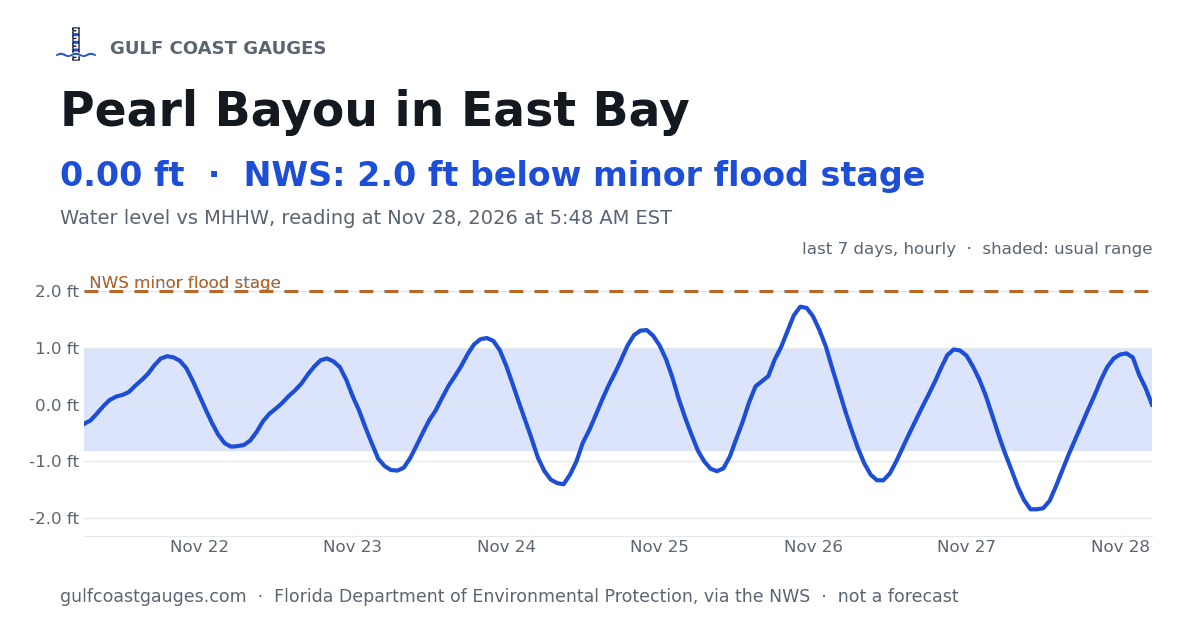 GULF COAST GAUGES
Pearl Bayou in East Bay
0.00 ft · NWS: 2.0 ft below minor flood stage
Water level vs MHHW, reading at Nov 28, 2026 at 5:48 AM EST
last 7 days, hourly · shaded: usual range
NWS minor flood stage
2.0 ft
1.0 ft
0.0 ft
-1.0 ft
-2.0 ft
Nov 22 Nov 23 Nov 24 Nov 25 Nov 26 Nov 27 Nov 28
gulfcoastgauges.com · Florida Department of Environmental Protection, via the NWS · not a forecast